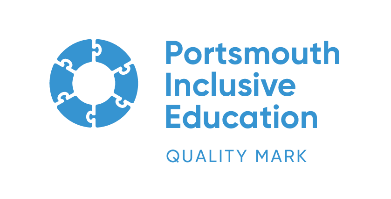 Portsmouth
Inclusive
Education
QUALITY MARK